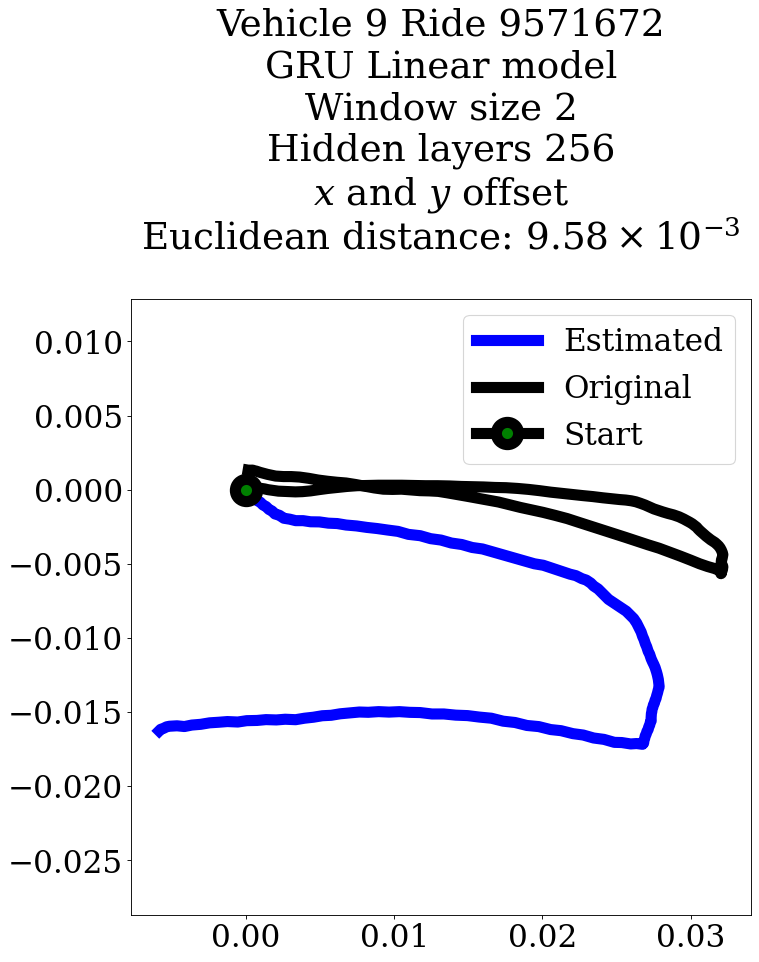 Vehicle 9 Ride 9571672
GRU Linear model
Window size 2
Hidden layers 256
x and y offset
Euclidean distance: 9.58 × 10⁻³
Estimated
Original
Start
0.010
0.005
0.000
−0.005
−0.010
−0.015
−0.020
−0.025
0.00 0.01 0.02 0.03